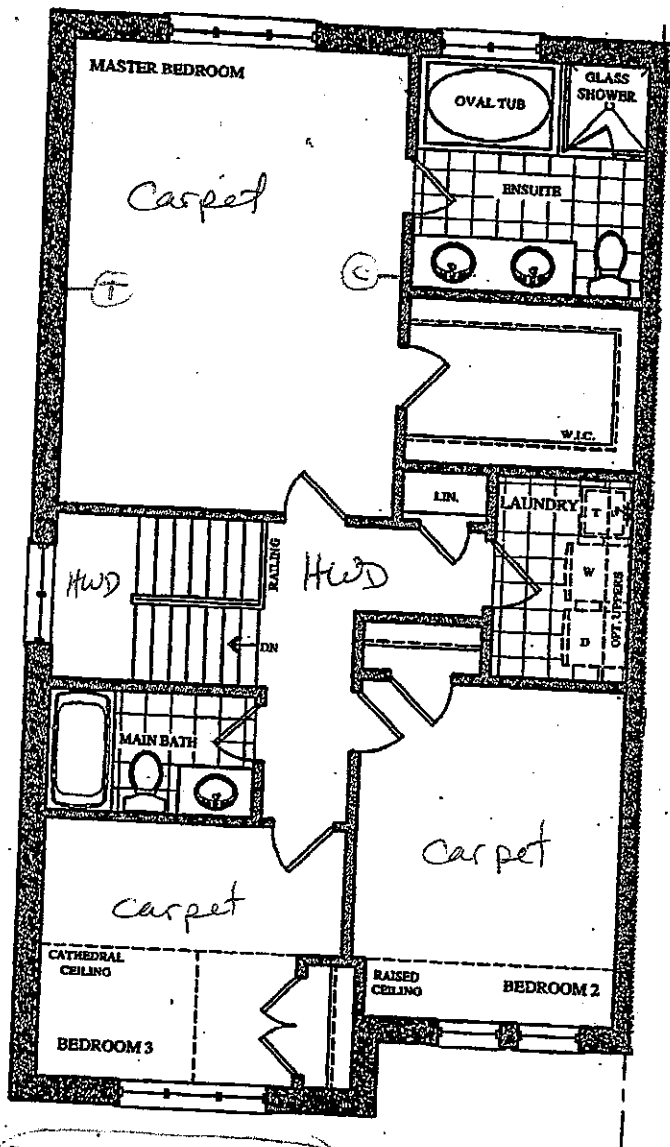 MASTER BEDROOM
Carpet
T
C
OVAL TUB
GLASS
SHOWER
ENSUITE
W.I.C.
LIN.
LAUNDRY
T
W
D
OPT. UPPERS
HWD
RAILING
HWD
DN
MAIN BATH
Carpet
CATHEDRAL
CEILING
BEDROOM 3
Carpet
RAISED
CEILING
BEDROOM 2